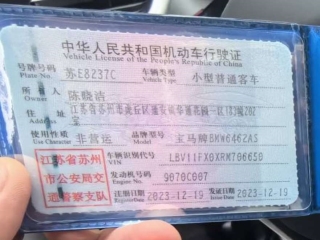 中华人民共和国机动车行驶证
Vehicle License of the People's Republic of China
号牌号码 苏E8237C 车辆类型 小型普通客车
Plate No. Vehicle Type
所有人 陈晓洁
Owner
住址 江苏省苏州市 202
Address 室
使用性质 非营运 品牌型号 宝马牌BMW6462AS
Use Character Model
江苏省苏州
市公安局交
通警察支队
车辆识别代号
VIN
发动机号码 9070C007
Engine No.
注册日期 2023-12-19 发证日期 2023-12-19
Register Date Issue Date